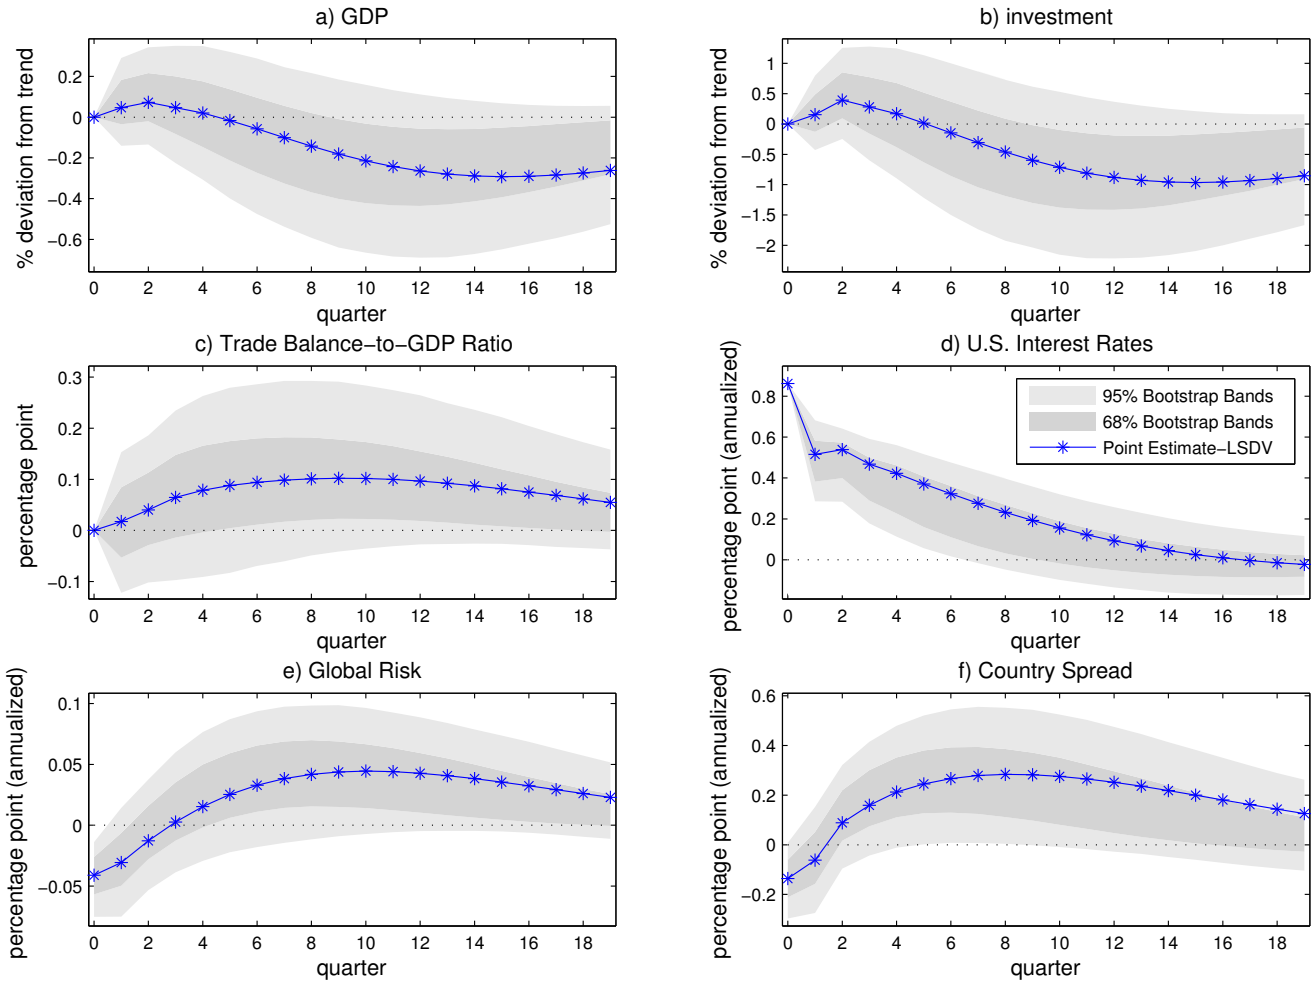 a) GDP
% deviation from trend
0.2
0
−0.2
−0.4
−0.6
0 2 4 6 8 10 12 14 16 18
quarter
b) investment
% deviation from trend
1
0.5
0
−0.5
−1
−1.5
−2
0 2 4 6 8 10 12 14 16 18
quarter
c) Trade Balance−to−GDP Ratio
percentage point
0.3
0.2
0.1
0
−0.1
0 2 4 6 8 10 12 14 16 18
quarter
d) U.S. Interest Rates
percentage point (annualized)
0.8
0.6
0.4
0.2
0
95% Bootstrap Bands
68% Bootstrap Bands
Point Estimate−LSDV
0 2 4 6 8 10 12 14 16 18
quarter
e) Global Risk
percentage point (annualized)
0.1
0.05
0
−0.05
0 2 4 6 8 10 12 14 16 18
quarter
f) Country Spread
percentage point (annualized)
0.6
0.4
0.2
0
−0.2
0 2 4 6 8 10 12 14 16 18
quarter